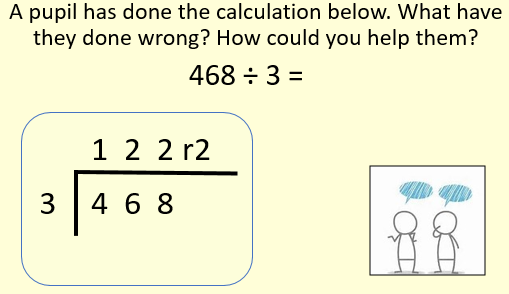 A pupil has done the calculation below. What have
they done wrong? How could you help them?
468 ÷ 3 =
1 2 2 r2
3 4 6 8